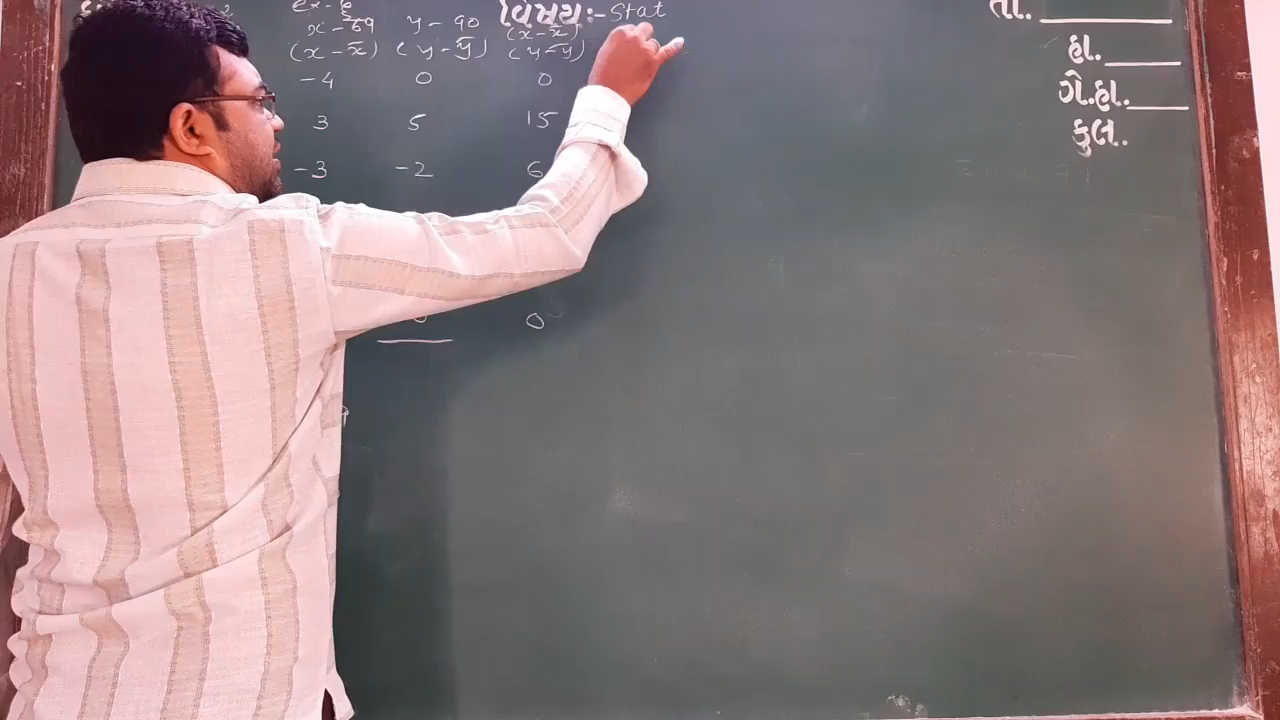 ex-6
x-69 y-90 વિષય:-Stat તા.
(x-x̄) (y-ȳ) (x-x̄)(y-ȳ) હા.
-4 0 0 ગે.હા.
3 5 15 કુલ.
-3 -2 6
0